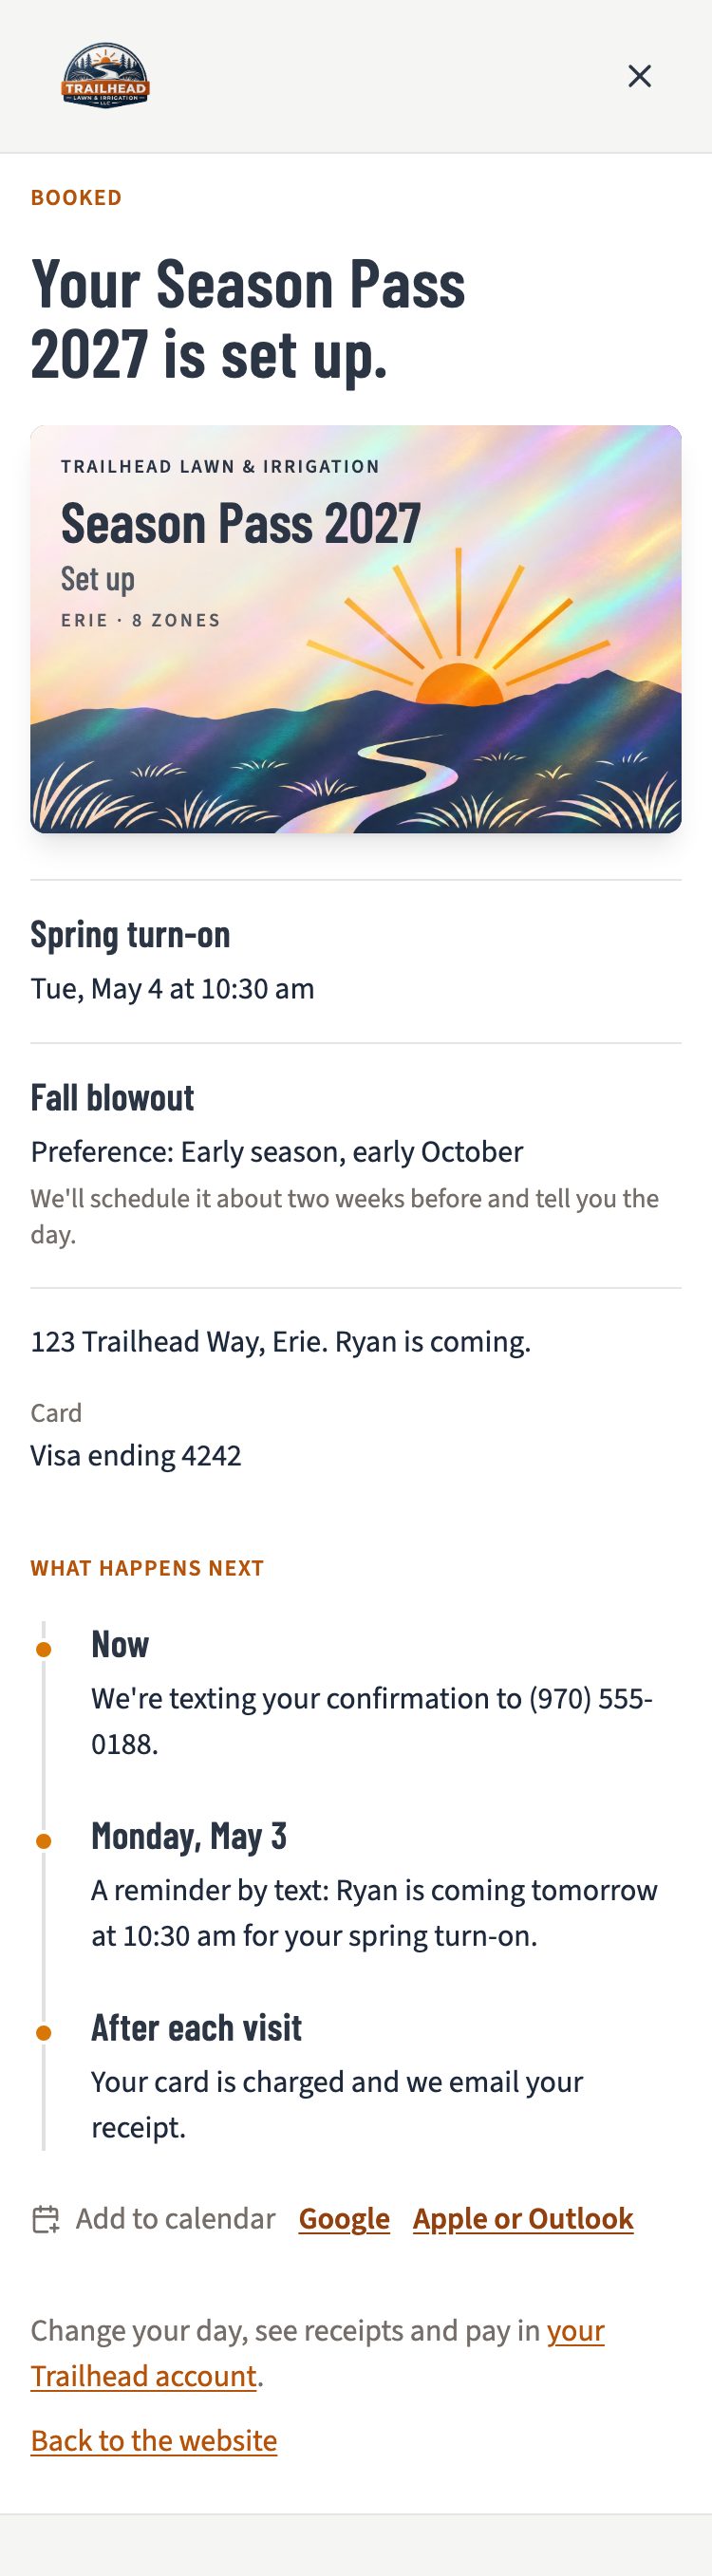 TRAILHEAD
LAWN & IRRIGATION
LLC
BOOKED
Your Season Pass
2027 is set up.
TRAILHEAD LAWN & IRRIGATION
Season Pass 2027
Set up
ERIE · 8 ZONES
Spring turn-on
Tue, May 4 at 10:30 am
Fall blowout
Preference: Early season, early October
We'll schedule it about two weeks before and tell you the
day.
123 Trailhead Way, Erie. Ryan is coming.
Card
Visa ending 4242
WHAT HAPPENS NEXT
Now
We're texting your confirmation to (970) 555-
0188.
Monday, May 3
A reminder by text: Ryan is coming tomorrow
at 10:30 am for your spring turn-on.
After each visit
Your card is charged and we email your
receipt.
Add to calendar Google Apple or Outlook
Change your day, see receipts and pay in your
Trailhead account.
Back to the website